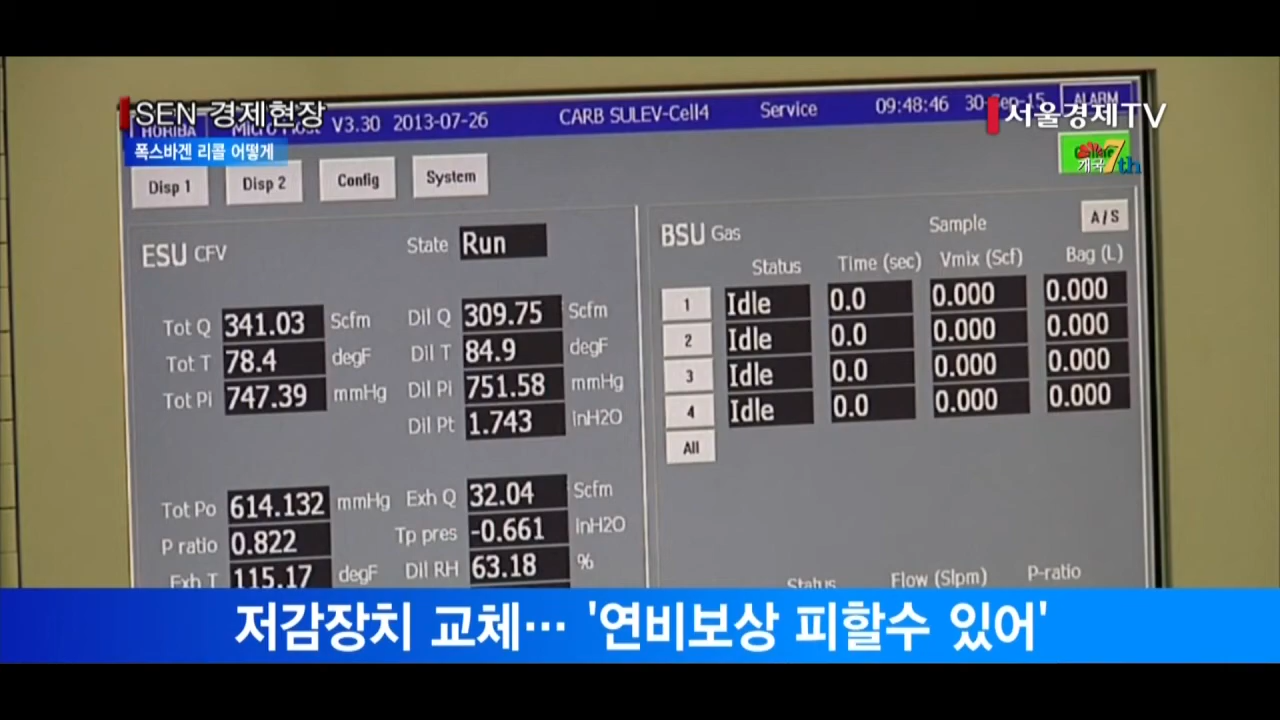 SEN 경제현장
서울경제TV
폭스바겐 리콜 어떻게
개국 7th
HORIBA V3.30 2013-07-26 CARB SULEV-Cell4 Service 09:48:46 30-Sep-15 ALARM
Disp 1 Disp 2 Config System
A/S
ESU CFV State Run
Tot Q 341.03 Scfm Dil Q 309.75 Scfm
Tot T 78.4 degF Dil T 84.9 degF
Tot Pi 747.39 mmHg Dil Pi 751.58 mmHg
Dil Pt 1.743 inH2O
Tot Po 614.132 mmHg Exh Q 32.04 Scfm
P ratio 0.822 Tp pres -0.661 inH2O
Exh T 115.17 degF Dil RH 63.18 %
BSU Gas Sample
Status Time (sec) Vmix (Scf) Bag (L)
1 Idle 0.0 0.000 0.000
2 Idle 0.0 0.000 0.000
3 Idle 0.0 0.000 0.000
4 Idle 0.0 0.000 0.000
All
Status Flow (Slpm) P-ratio
저감장치 교체… '연비보상 피할수 있어'